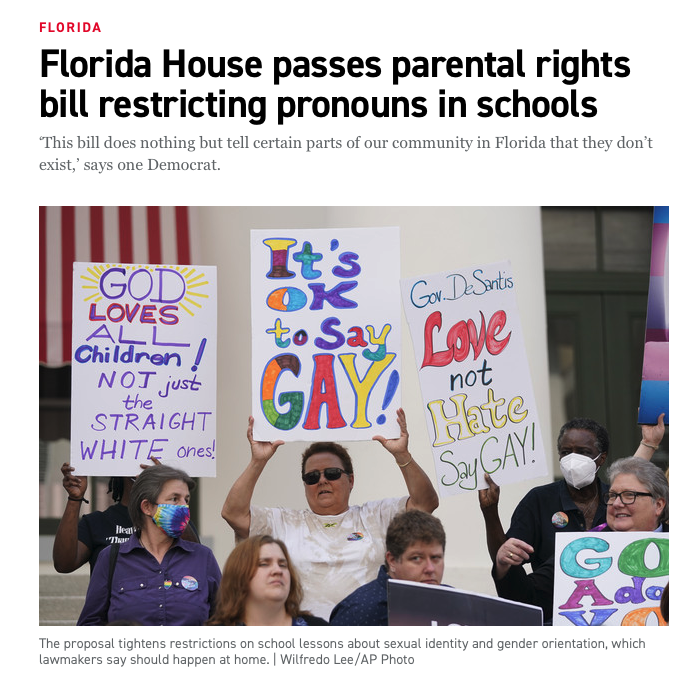 FLORIDA
Florida House passes parental rights
bill restricting pronouns in schools
‘This bill does nothing but tell certain parts of our community in Florida that they don’t
exist,’ says one Democrat.
GOD
LOVES
ALL
Children!
NOT just
the
STRAIGHT
WHITE ones!
It's
OK
to Say
GAY!
Gov. DeSantis
Love
not
Hate
Say GAY!
The proposal tightens restrictions on school lessons about sexual identity and gender orientation, which
lawmakers say should happen at home. | Wilfredo Lee/AP Photo